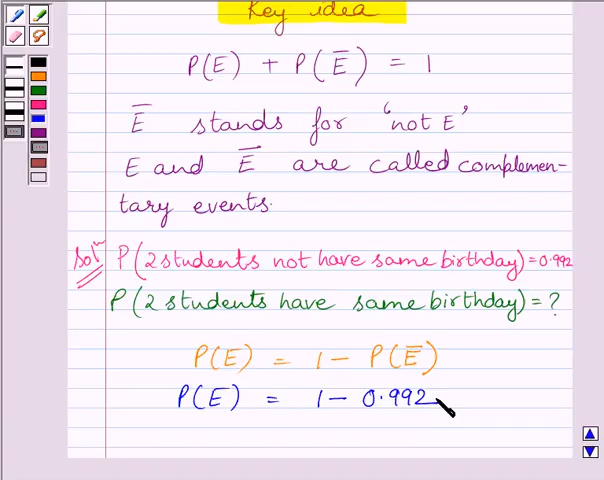 Key idea
P(E) + P(E̅) = 1
E̅ stands for 'not E'
E and E̅ are called complemen-
tary events.
Solⁿ P(2 students not have same birthday) = 0.992
P(2 students have same birthday) = ?
P(E) = 1 - P(E̅)
P(E) = 1 - 0.992